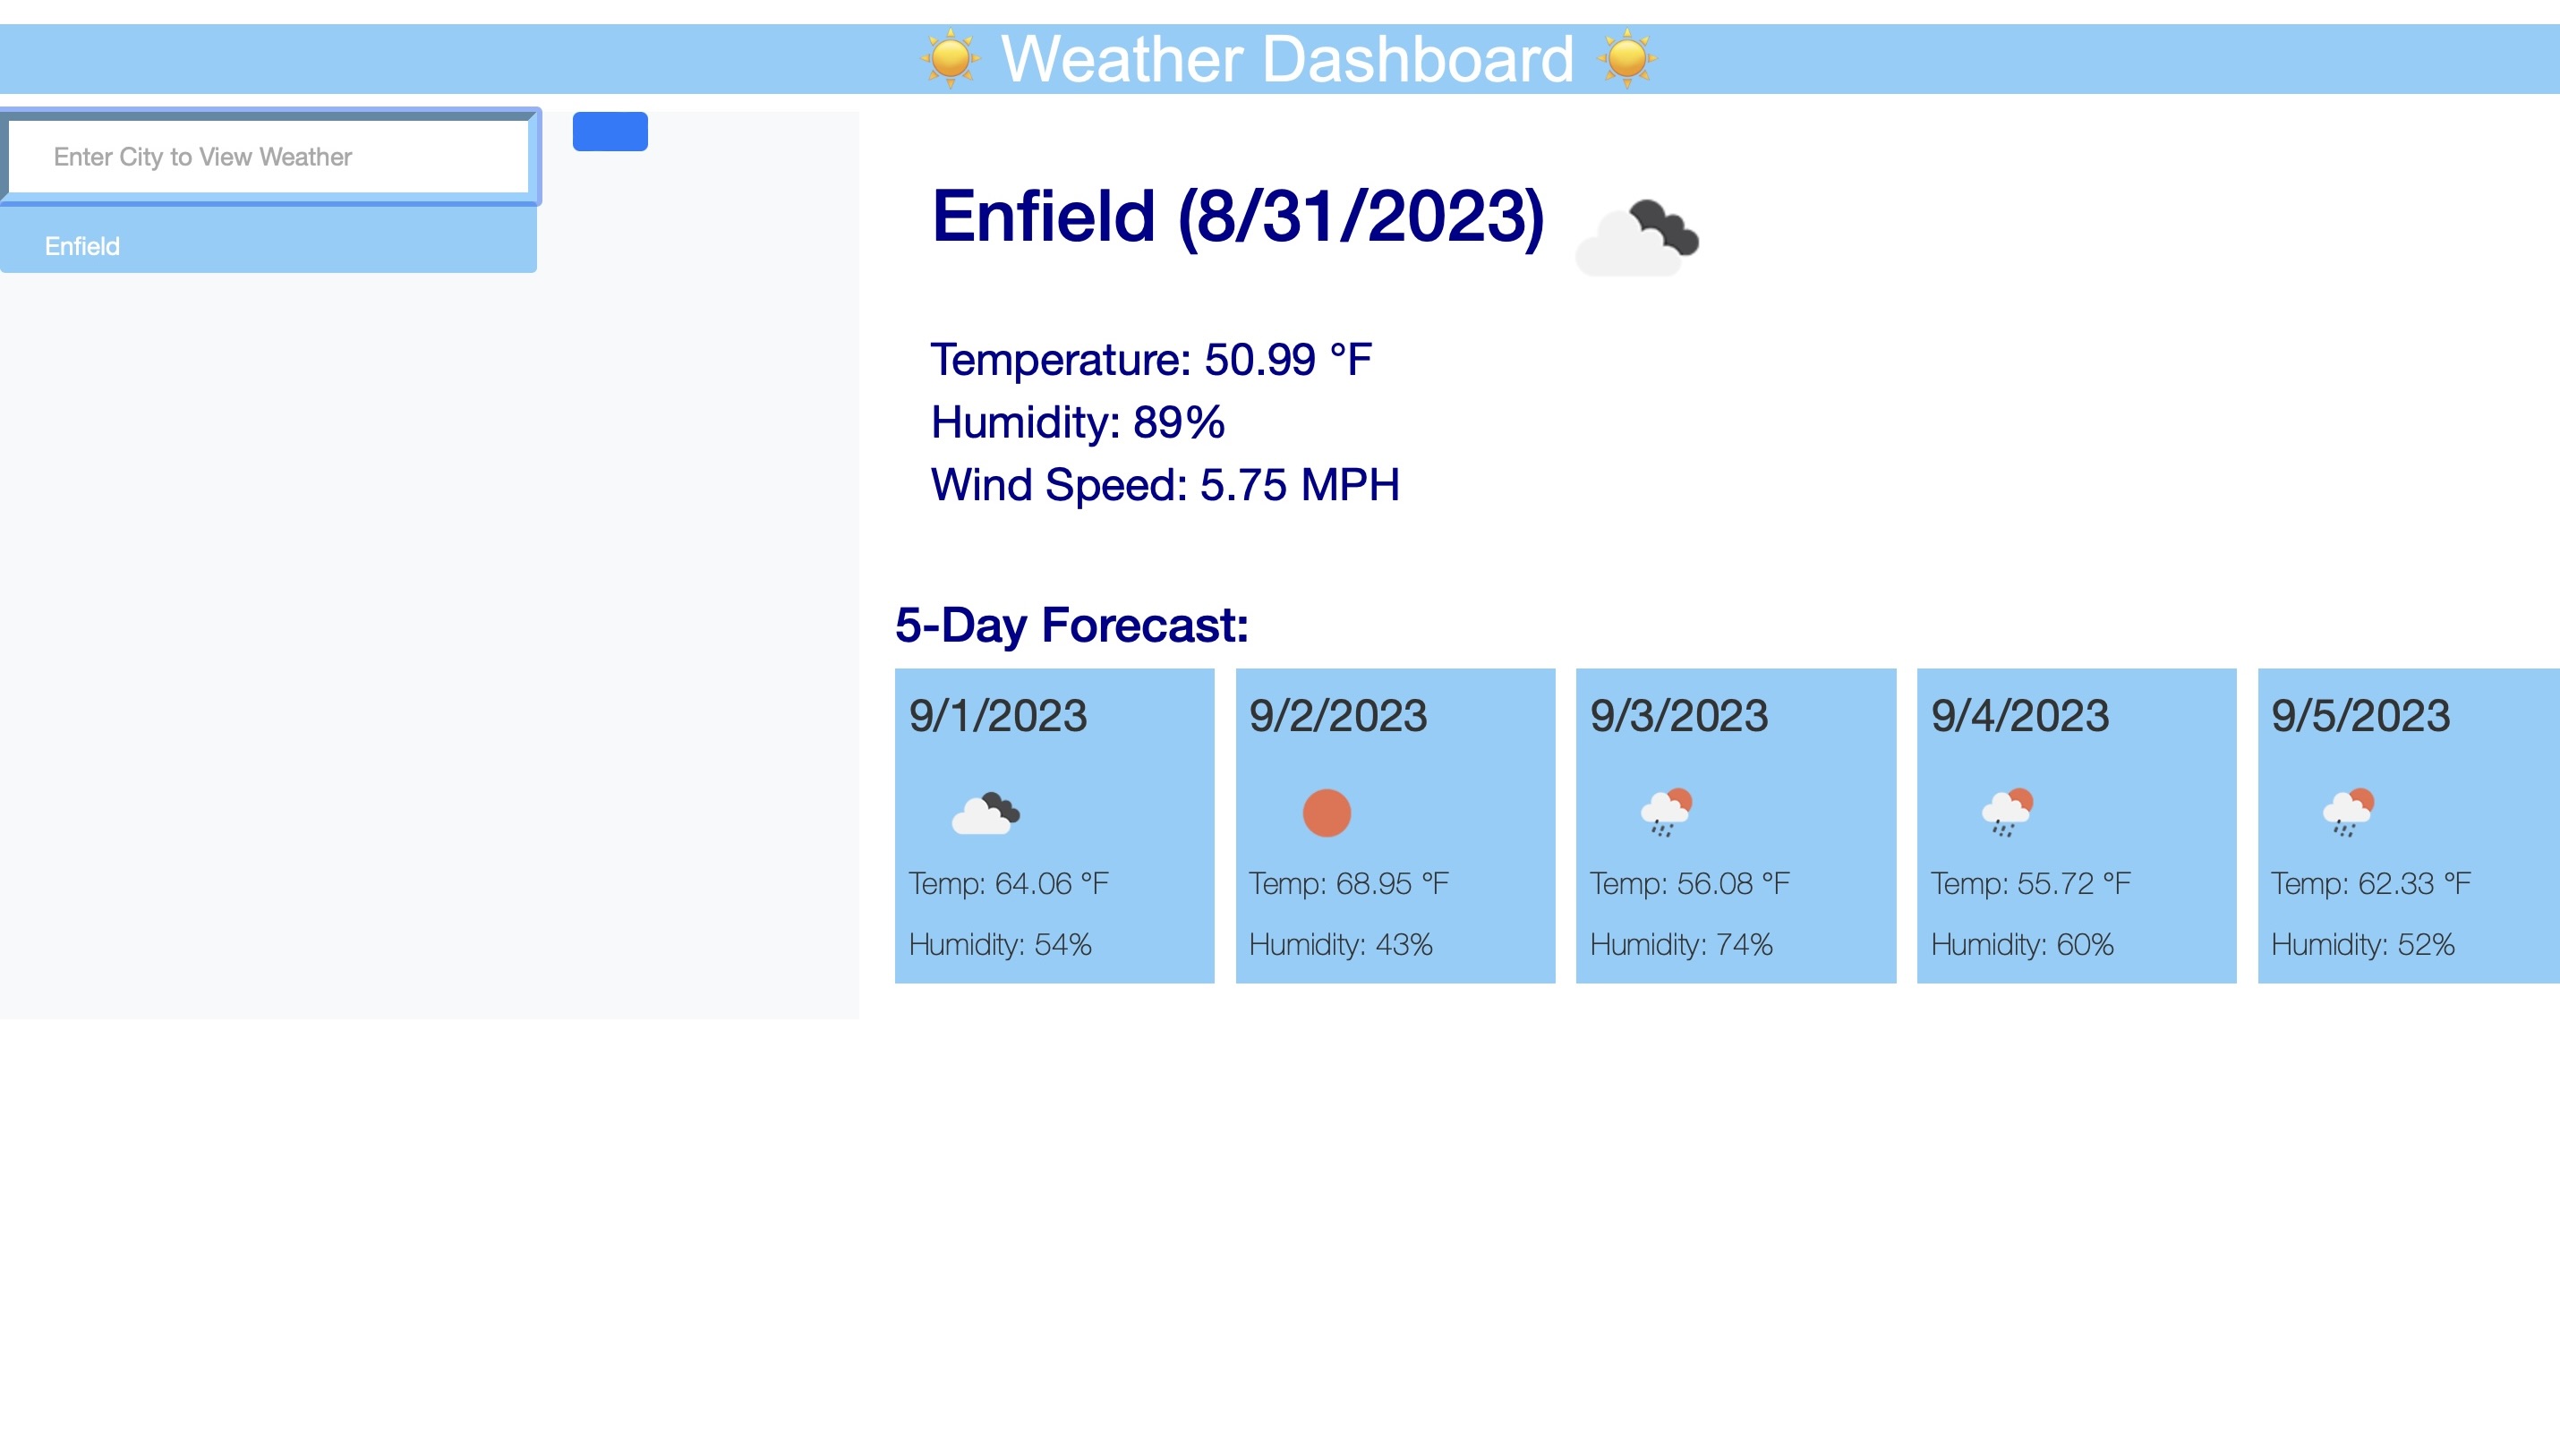 Weather Dashboard
Enter City to View Weather
Enfield
Enfield (8/31/2023)
Temperature: 50.99 °F
Humidity: 89%
Wind Speed: 5.75 MPH
5-Day Forecast:
9/1/2023
Temp: 64.06 °F
Humidity: 54%
9/2/2023
Temp: 68.95 °F
Humidity: 43%
9/3/2023
Temp: 56.08 °F
Humidity: 74%
9/4/2023
Temp: 55.72 °F
Humidity: 60%
9/5/2023
Temp: 62.33 °F
Humidity: 52%